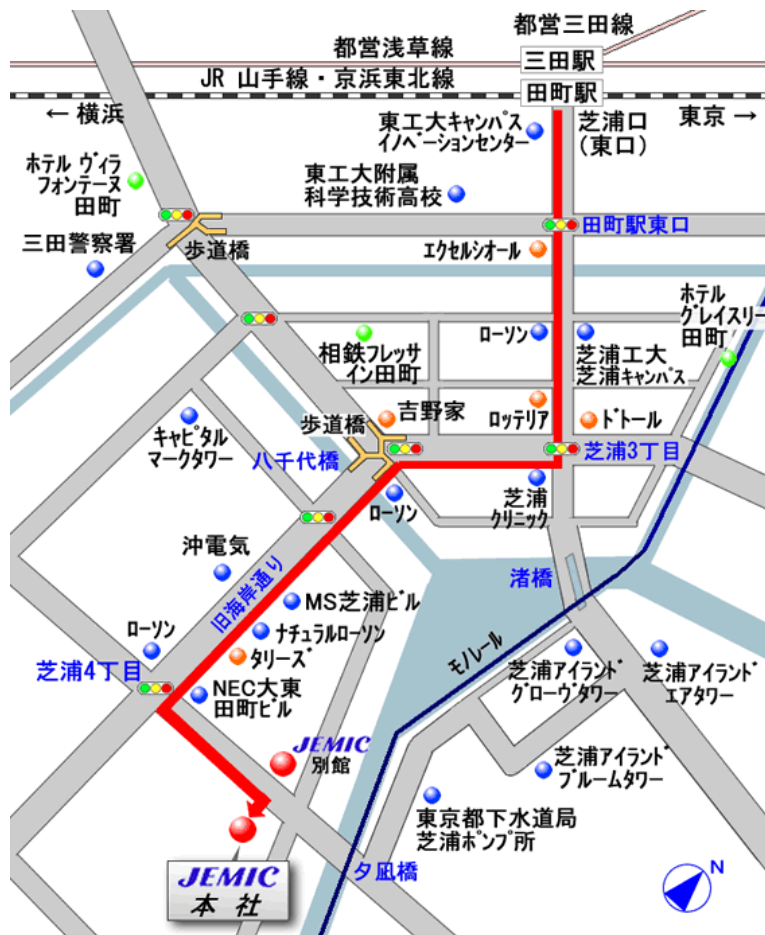 都営三田線
都営浅草線
三田駅
JR 山手線・京浜東北線
田町駅
← 横浜
東工大キャンパス
イノベーションセンター
芝浦口
(東口)
東京 →
ホテル ヴィラ
フォンテーヌ
田町
東工大附属
科学技術高校
田町駅東口
三田警察署
歩道橋
エクセルシオール
ホテル
グレイスリー
田町
相鉄フレッサ
イン田町
ローソン
芝浦工大
芝浦キャンパス
キャピタル
マークタワー
歩道橋
吉野家
ロッテリア
ドトール
八千代橋
芝浦3丁目
ローソン
芝浦
クリニック
沖電気
旧海岸通り
渚橋
MS芝浦ビル
ナチュラルローソン
タリーズ
ローソン
芝浦4丁目
モノレール
芝浦アイランド
グローヴタワー
芝浦アイランド
エアタワー
NEC大東
田町ビル
JEMIC
別館
芝浦アイランド
ブルームタワー
東京都下水道局
芝浦ポンプ所
夕凪橋
JEMIC
本 社
N